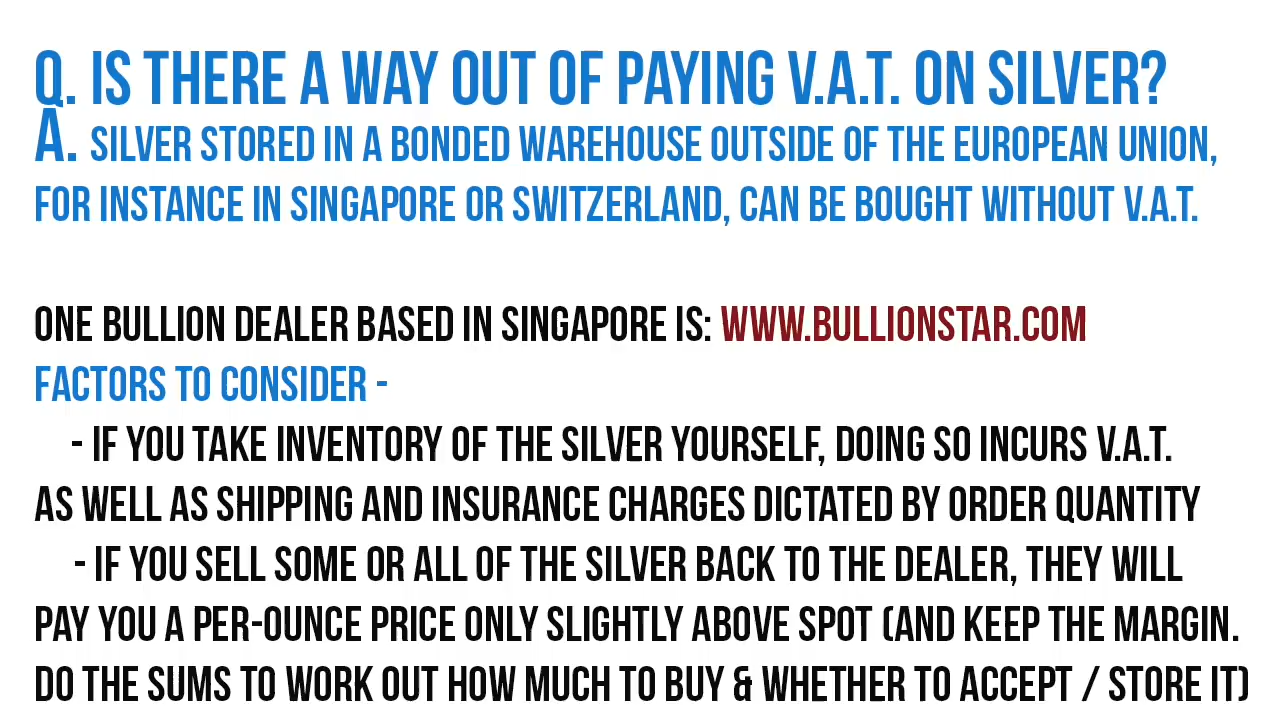 Q. IS THERE A WAY OUT OF PAYING V.A.T. ON SILVER?
A. SILVER STORED IN A BONDED WAREHOUSE OUTSIDE OF THE EUROPEAN UNION,
FOR INSTANCE IN SINGAPORE OR SWITZERLAND, CAN BE BOUGHT WITHOUT V.A.T.
ONE BULLION DEALER BASED IN SINGAPORE IS: WWW.BULLIONSTAR.COM
FACTORS TO CONSIDER -
- IF YOU TAKE INVENTORY OF THE SILVER YOURSELF, DOING SO INCURS V.A.T.
AS WELL AS SHIPPING AND INSURANCE CHARGES DICTATED BY ORDER QUANTITY
- IF YOU SELL SOME OR ALL OF THE SILVER BACK TO THE DEALER, THEY WILL
PAY YOU A PER-OUNCE PRICE ONLY SLIGHTLY ABOVE SPOT (AND KEEP THE MARGIN.
DO THE SUMS TO WORK OUT HOW MUCH TO BUY & WHETHER TO ACCEPT / STORE IT)